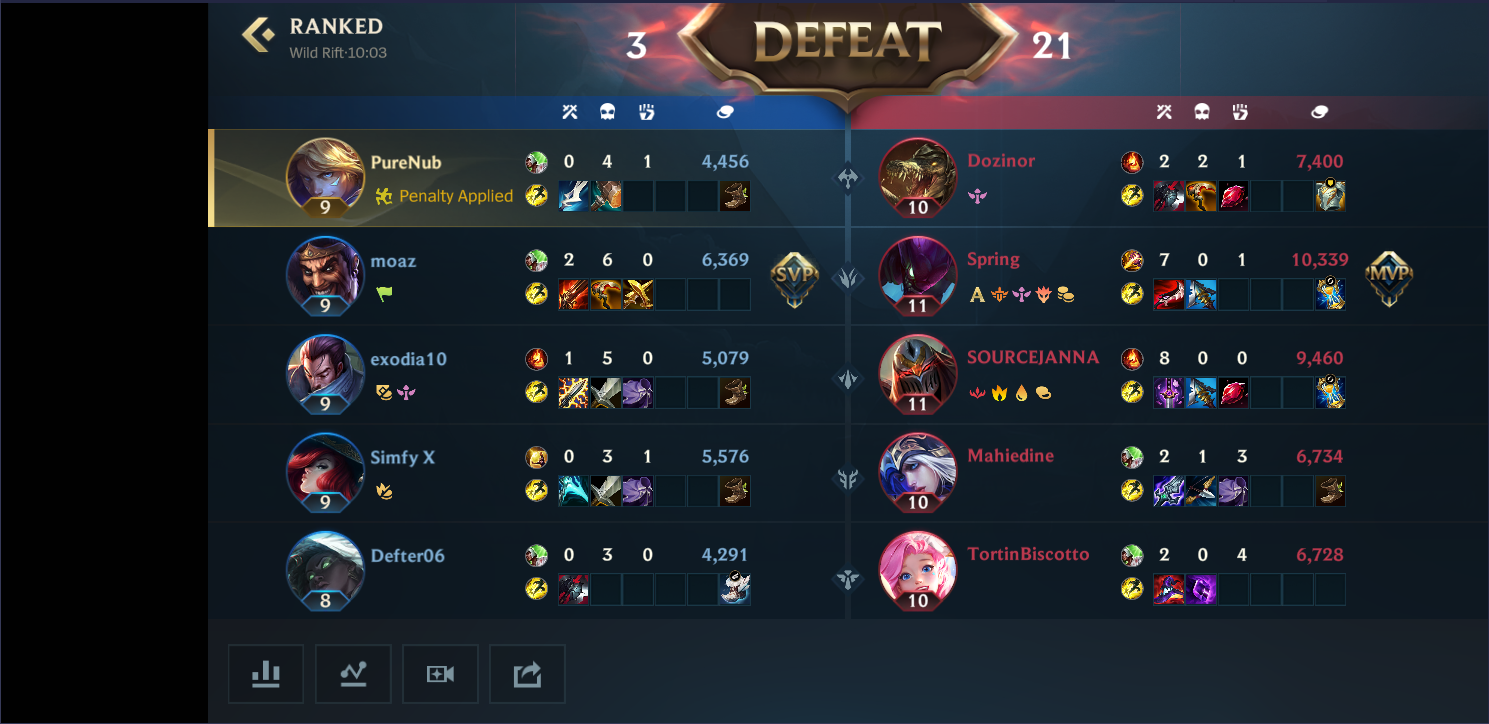 RANKED
Wild Rift·10:03
3 DEFEAT 21
PureNub 0 4 1 4,456
Penalty Applied
9
Dozinor 2 2 1 7,400
10
moaz 2 6 0 6,369
SVP
9
Spring 7 0 1 10,339
A
MVP
11
exodia10 1 5 0 5,079
9
SOURCEJANNA 8 0 0 9,460
11
Simfy X 0 3 1 5,576
9
Mahiedine 2 1 3 6,734
10
Defter06 0 3 0 4,291
8
TortinBiscotto 2 0 4 6,728
10